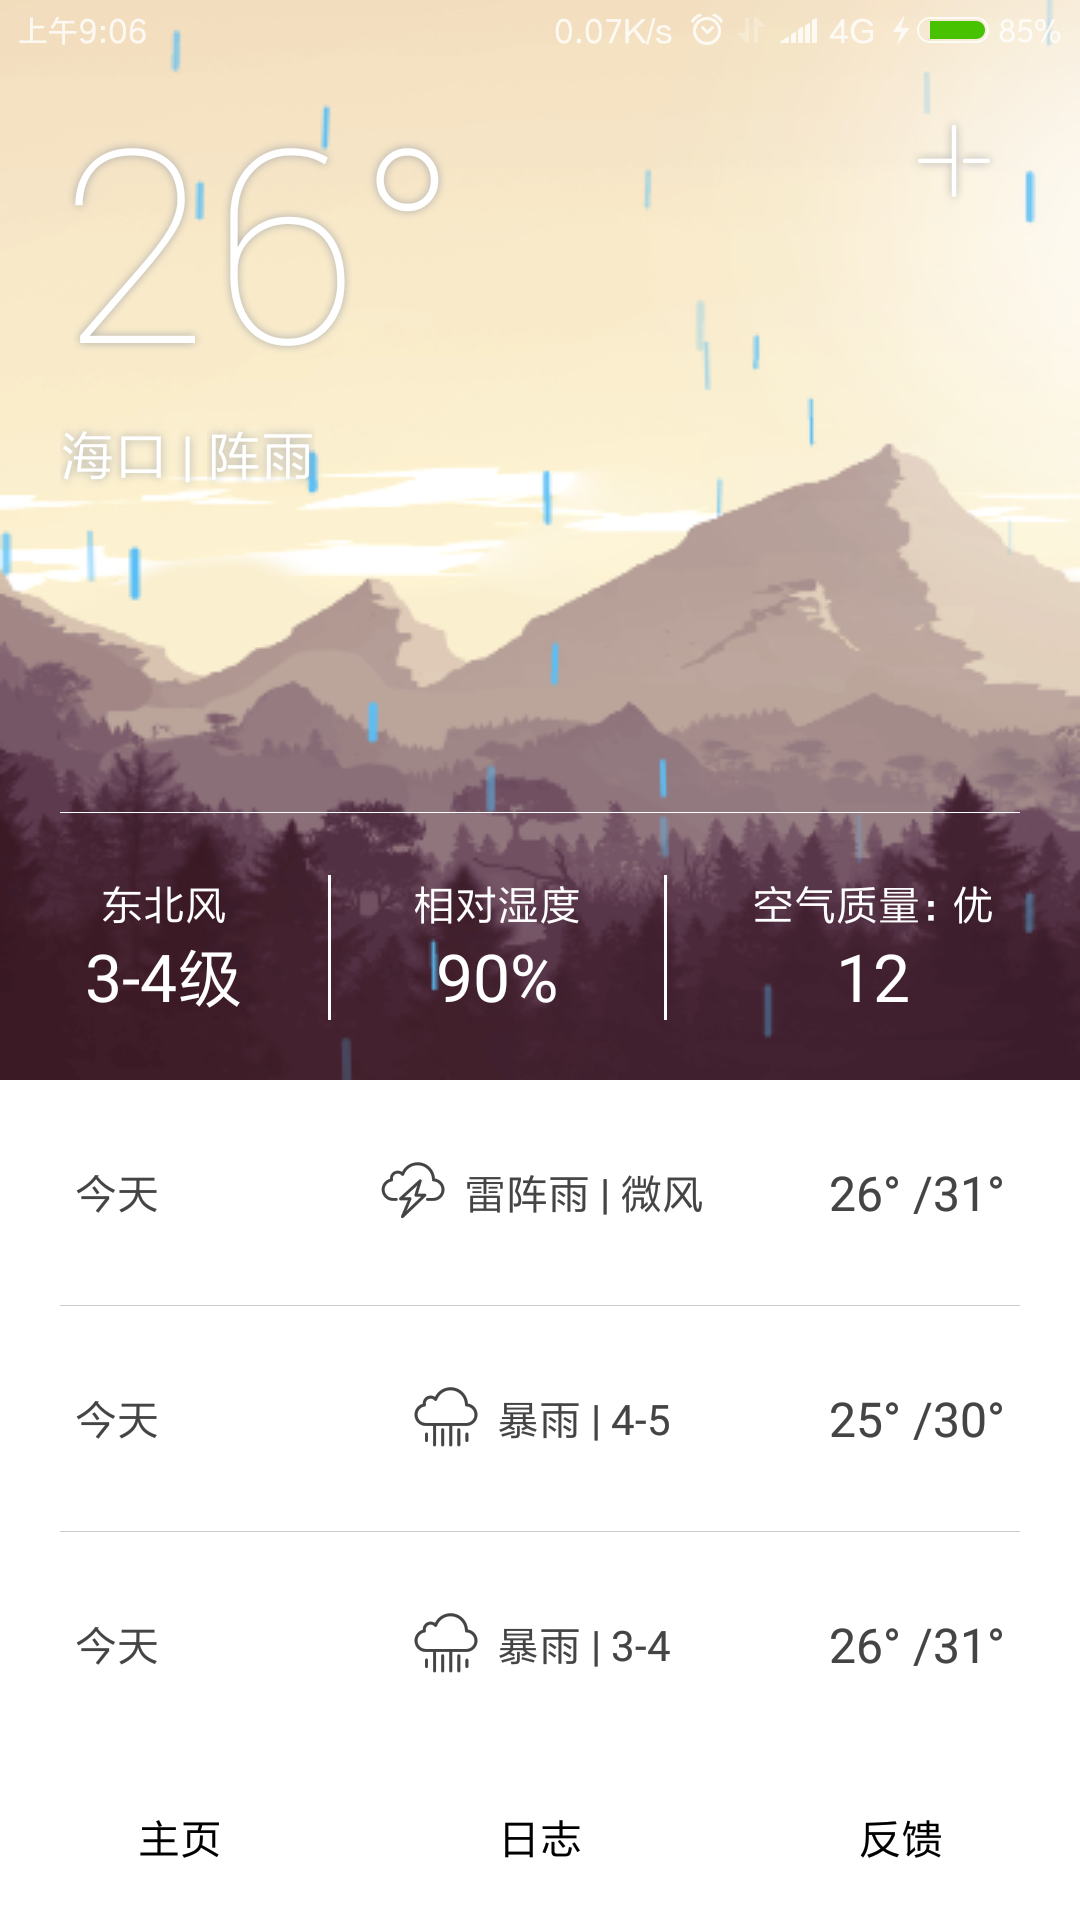 上午9:06 0.07K/s 4G 85%
26°
海口 | 阵雨
东北风 相对湿度 空气质量: 优
3-4级 90% 12
今天 雷阵雨 | 微风 26° /31°
今天 暴雨 | 4-5 25° /30°
今天 暴雨 | 3-4 26° /31°
主页 日志 反馈